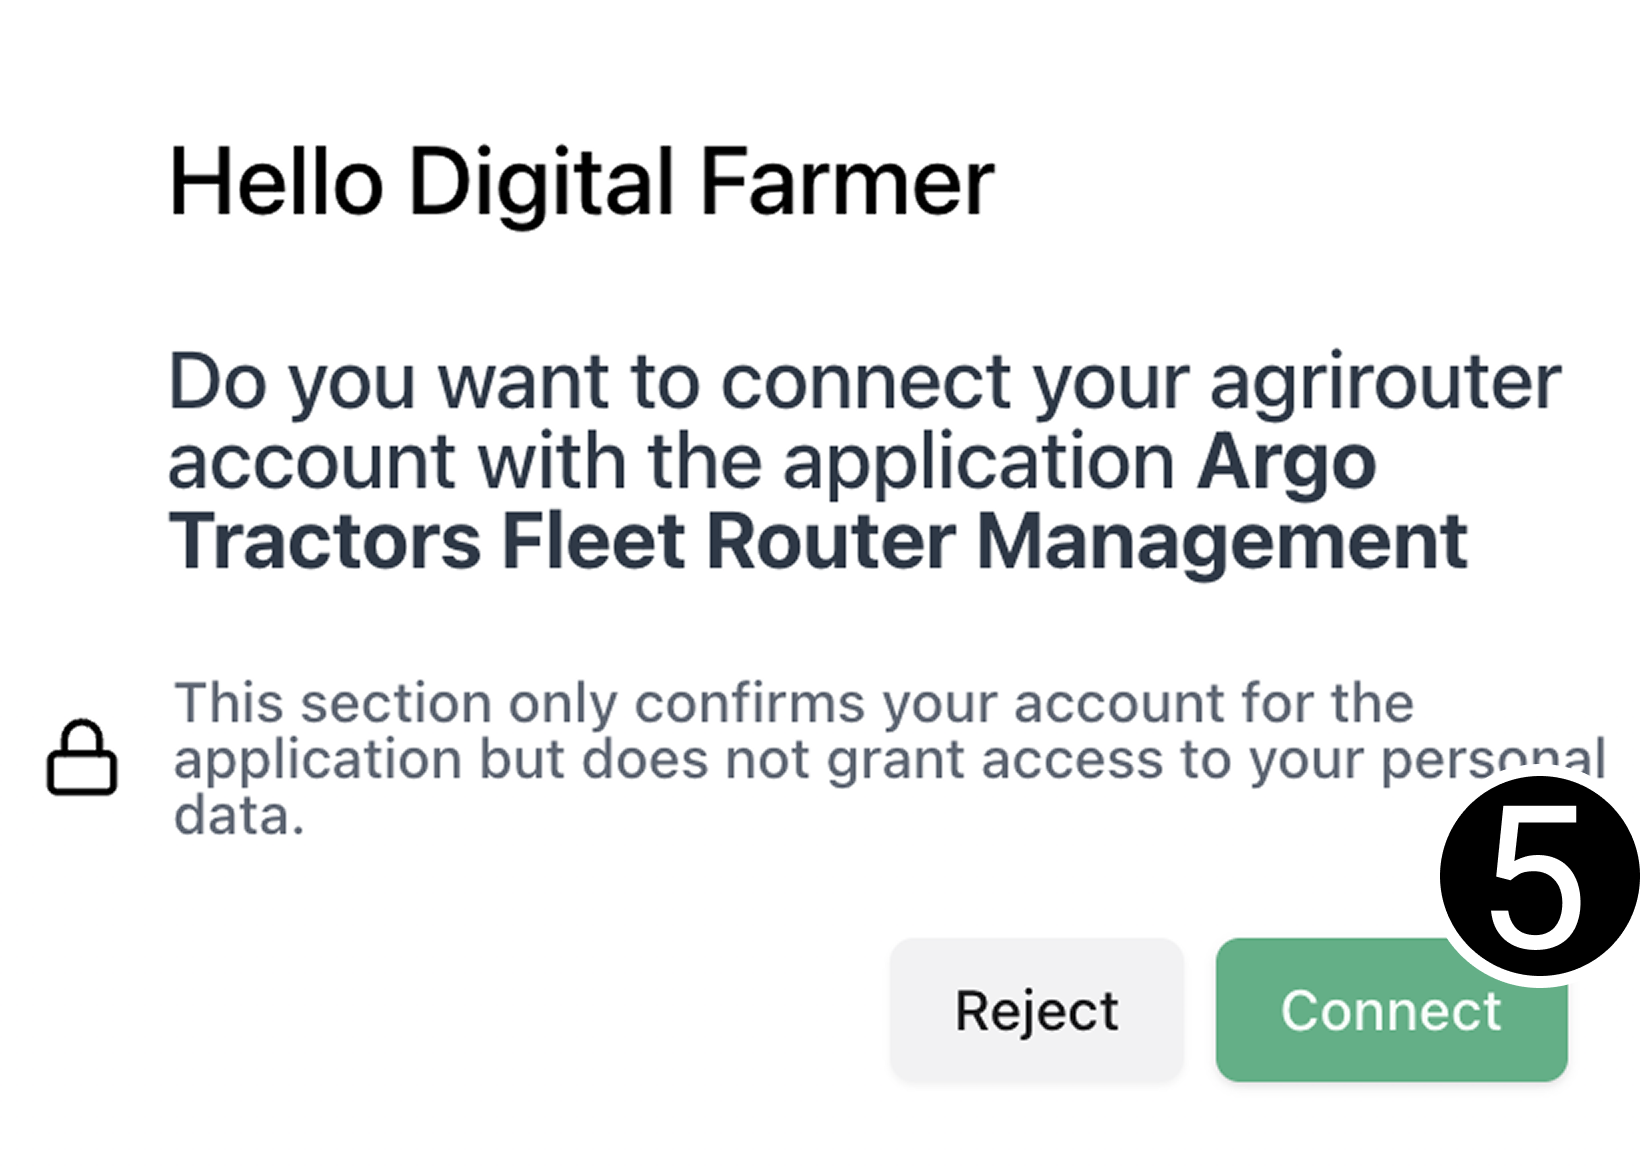 Hello Digital Farmer
Do you want to connect your agrirouter
account with the application Argo
Tractors Fleet Router Management
This section only confirms your account for the
application but does not grant access to your personal
data.
5
Reject
Connect